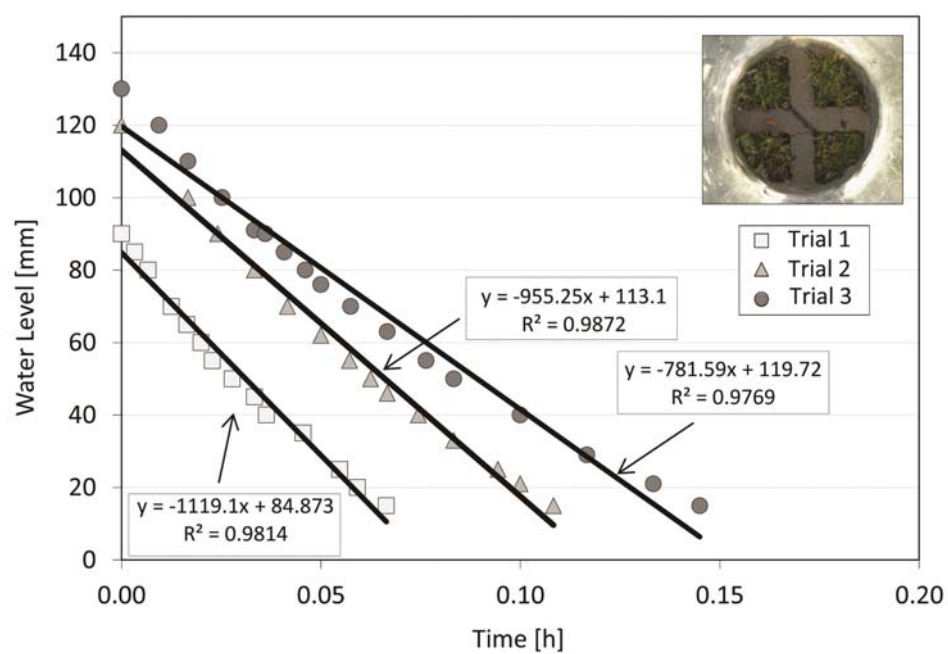 140
120
100
80
60
40
20
0
0.00 0.05 0.10 0.15 0.20
Water Level [mm]
Time [h]
Trial 1
Trial 2
Trial 3
y = -955.25x + 113.1
R² = 0.9872
y = -781.59x + 119.72
R² = 0.9769
y = -1119.1x + 84.873
R² = 0.9814